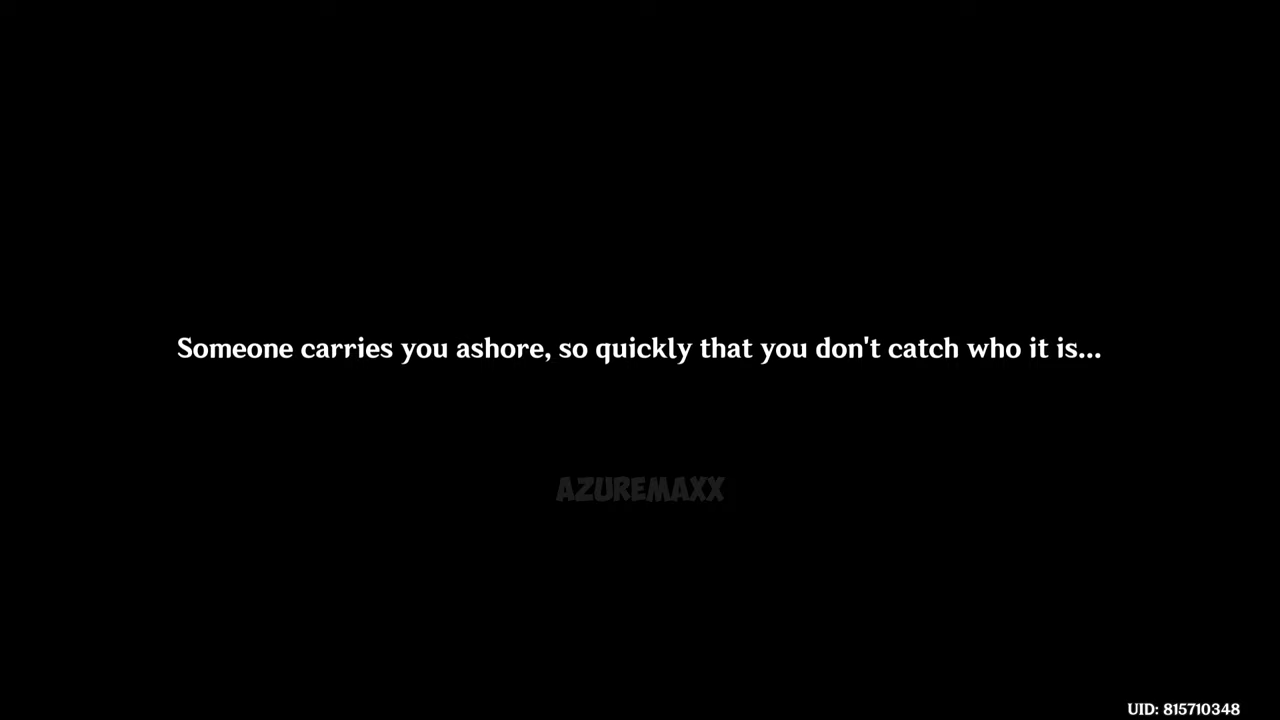 Someone carries you ashore, so quickly that you don't catch who it is...
AZUREMAXX
UID: 815710348